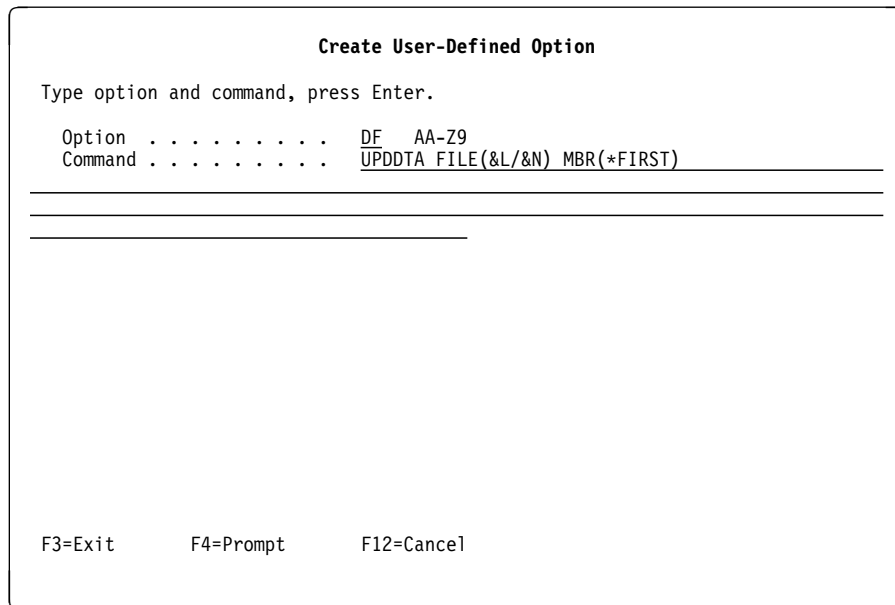 Create User-Defined Option
Type option and command, press Enter.
Option . . . . . . . . . DF AA-Z9
Command . . . . . . . . . UPDDTA FILE(&L/&N) MBR(*FIRST)
F3=Exit F4=Prompt F12=Cancel